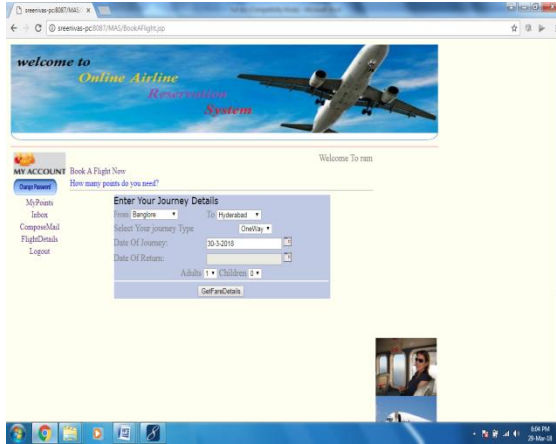 sreenivas-pc:8087/MAS/
sreenivas-pc:8087/MAS/BookAFlight.jsp
welcome to
Online Airline
Reservation
System
Welcome To ram
MY ACCOUNT
Change Password
MyPoints
Inbox
ComposeMail
FlightDetails
Logout
Book A Flight Now
How many points do you need?
Enter Your Journey Details
From Banglore To Hyderabad
Select Your journey Type OneWay
Date Of Journey: 30-3-2018
Date Of Return:
Adults 1 Children 0
GetFareDetails
6:04 PM
29-Mar-18